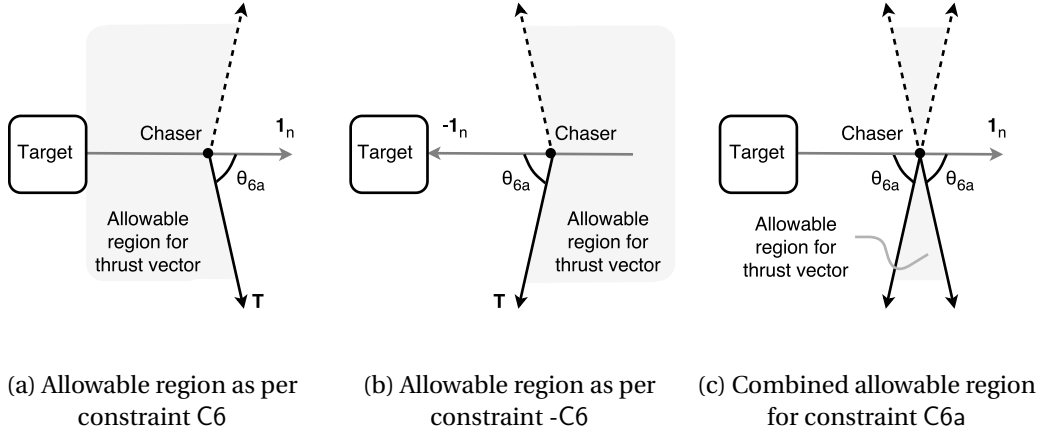 Target
Chaser
1n
θ6a
Allowable
region for
thrust vector
T
(a) Allowable region as per
constraint C6
Target
-1n
Chaser
θ6a
Allowable
region for
thrust vector
T
(b) Allowable region as per
constraint -C6
Target
Chaser
1n
θ6a
θ6a
Allowable
region for
thrust vector
(c) Combined allowable region
for constraint C6a